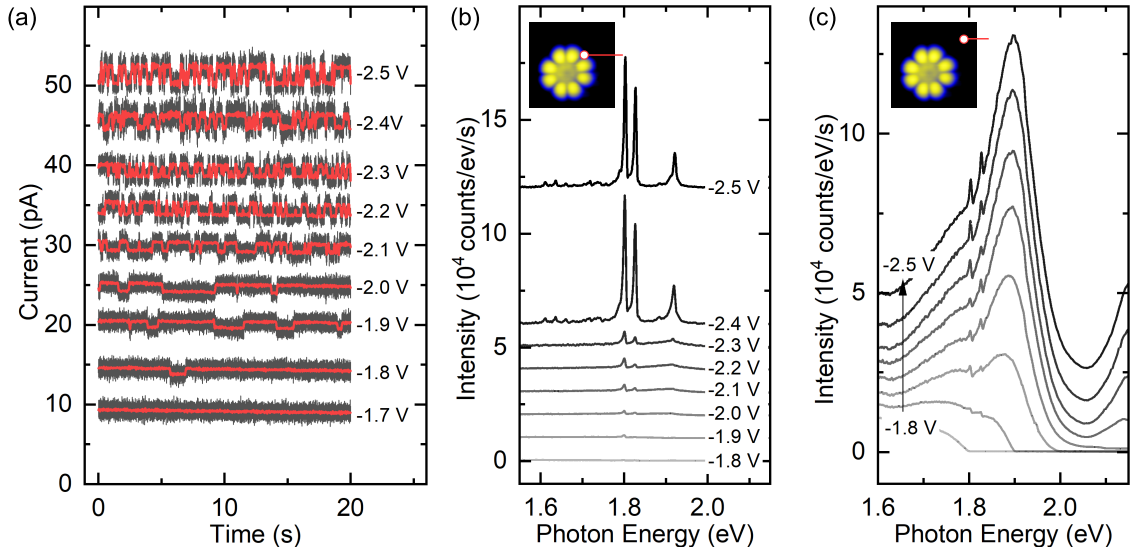 (a)
Current (pA)
50
40
30
20
10
0
-2.5 V
-2.4V
-2.3 V
-2.2 V
-2.1 V
-2.0 V
-1.9 V
-1.8 V
-1.7 V
0
10
20
Time (s)
(b)
Intensity (10⁴ counts/ev/s)
15
10
5
0
-2.5 V
-2.4 V
-2.3 V
-2.2 V
-2.1 V
-2.0 V
-1.9 V
-1.8 V
1.6
1.8
2.0
Photon Energy (eV)
(c)
Intensity (10⁴ counts/eV/s)
10
5
0
-2.5 V
-1.8 V
1.6
1.8
2.0
Photon Energy (eV)